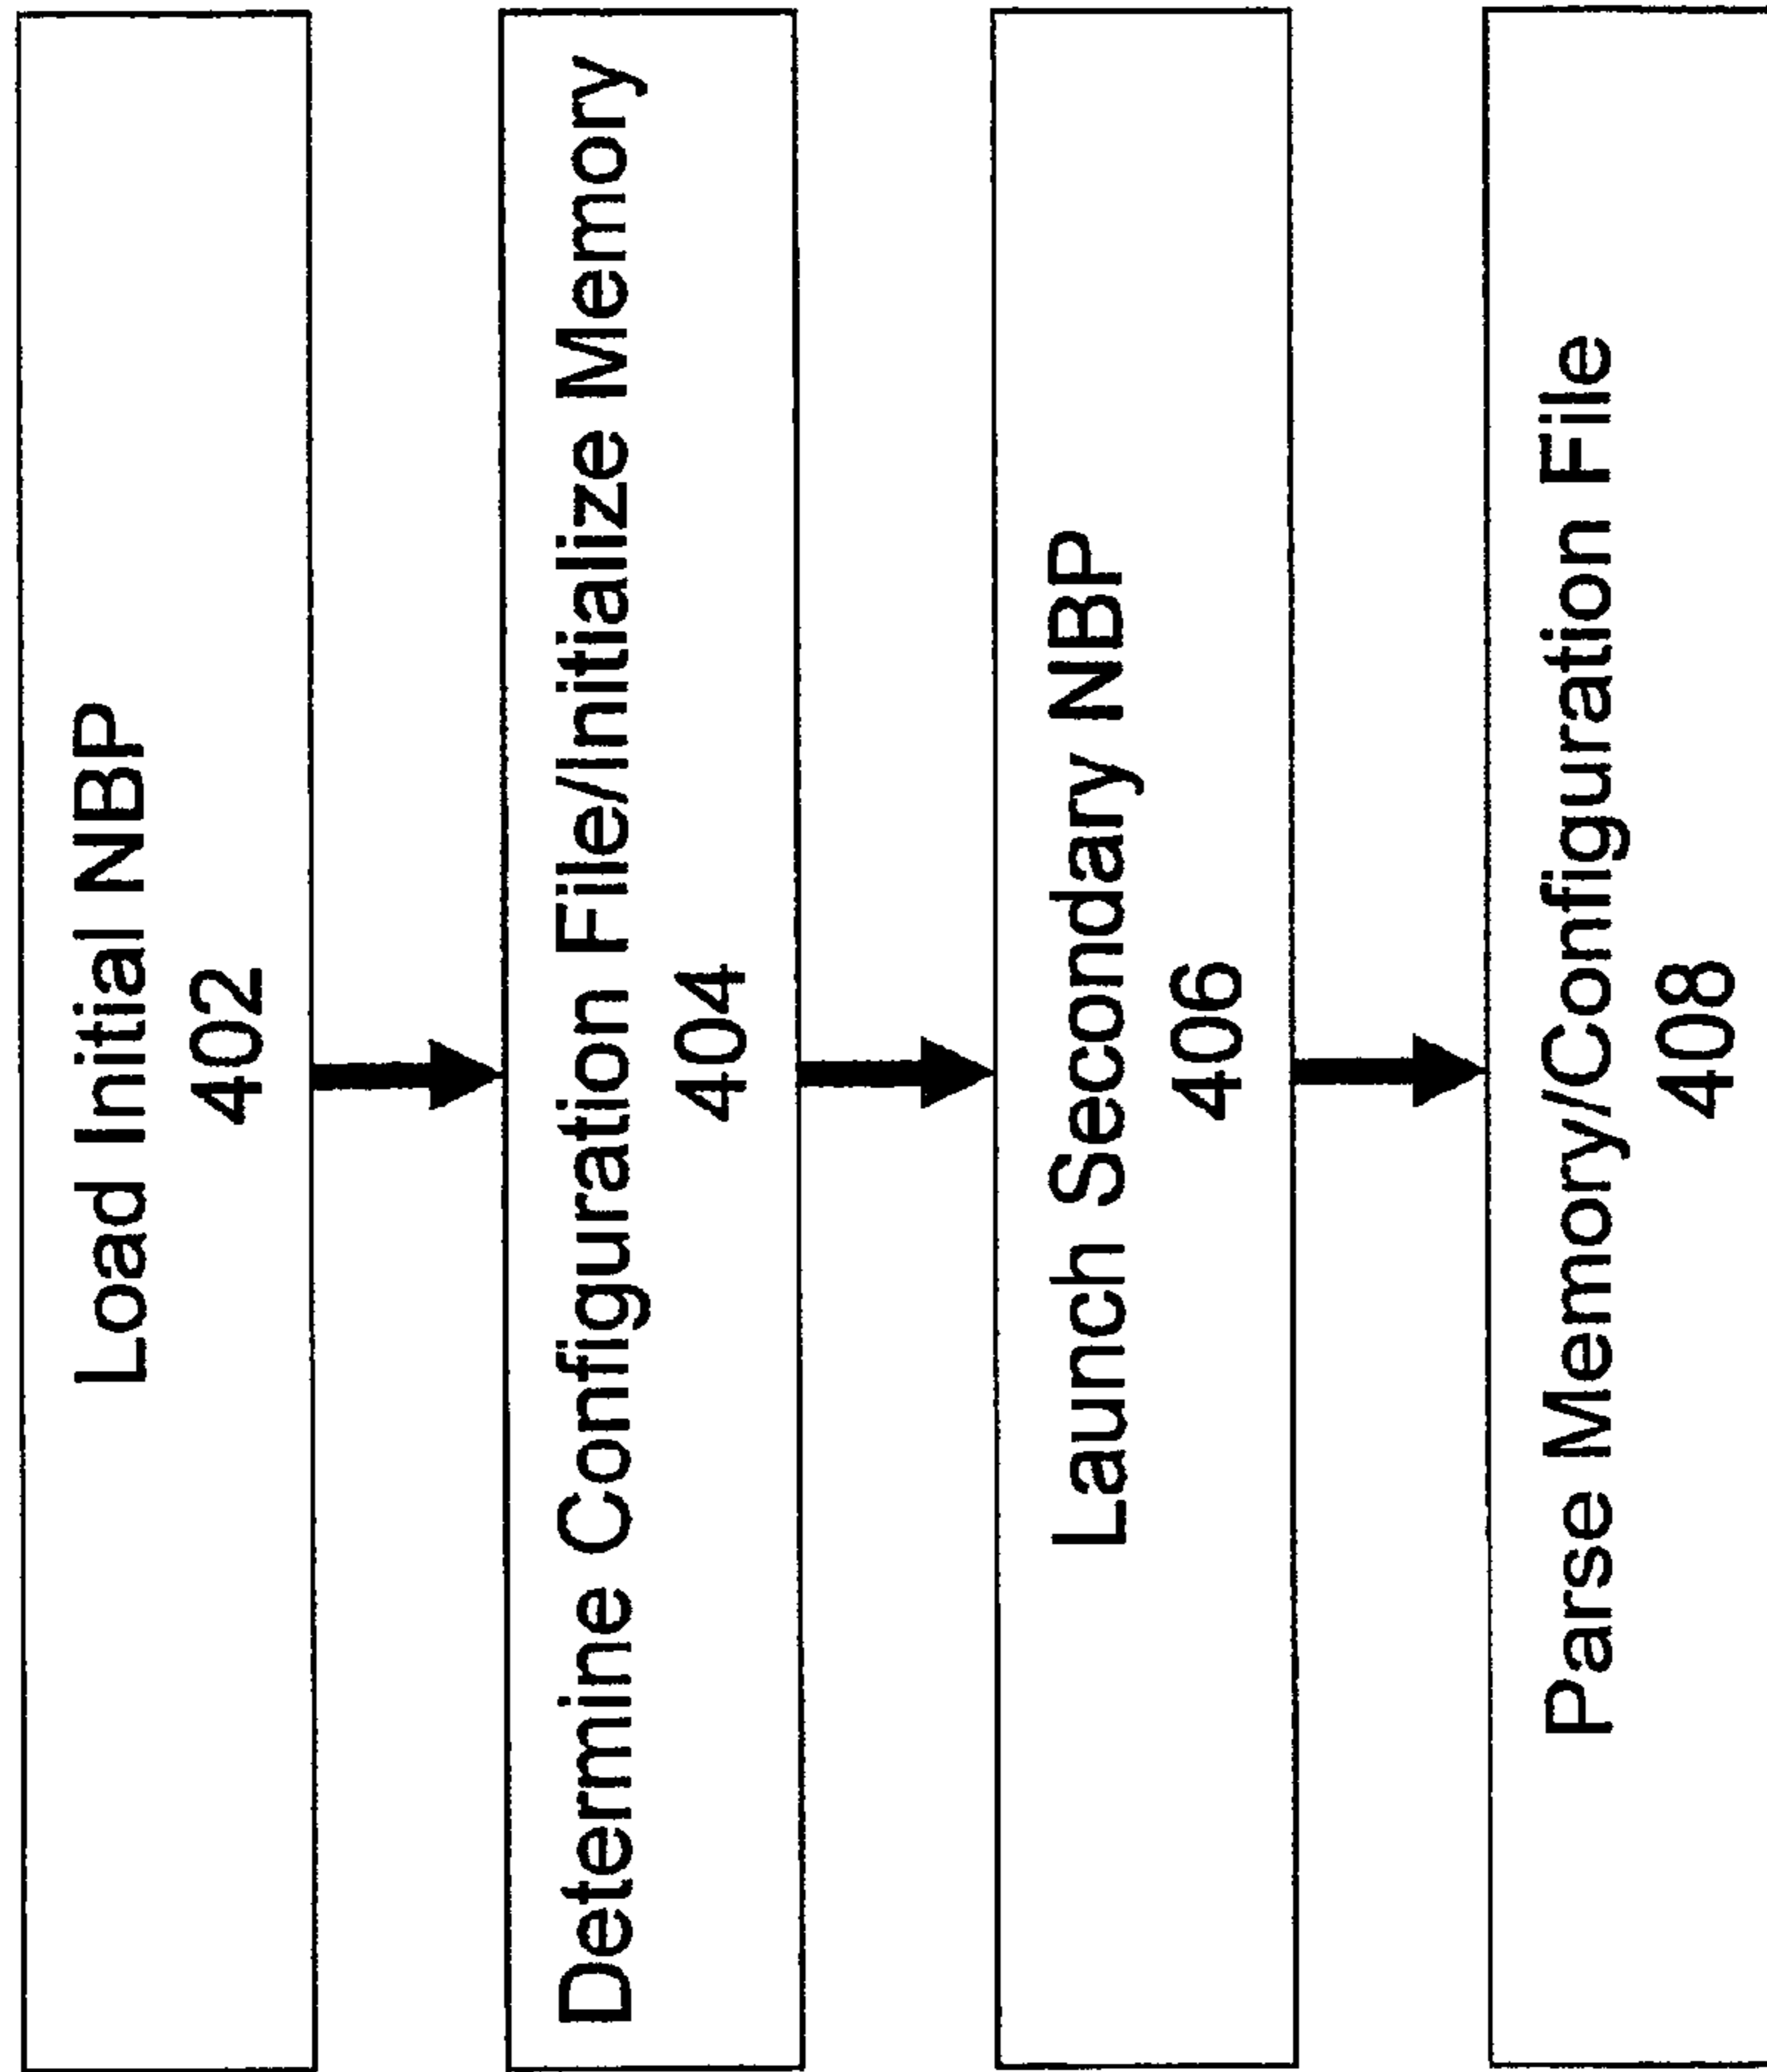 Load Initial NBP
402
Determine Configuration File/Initialize Memory
404
Launch Secondary NBP
406
Parse Memory/Configuration File
408